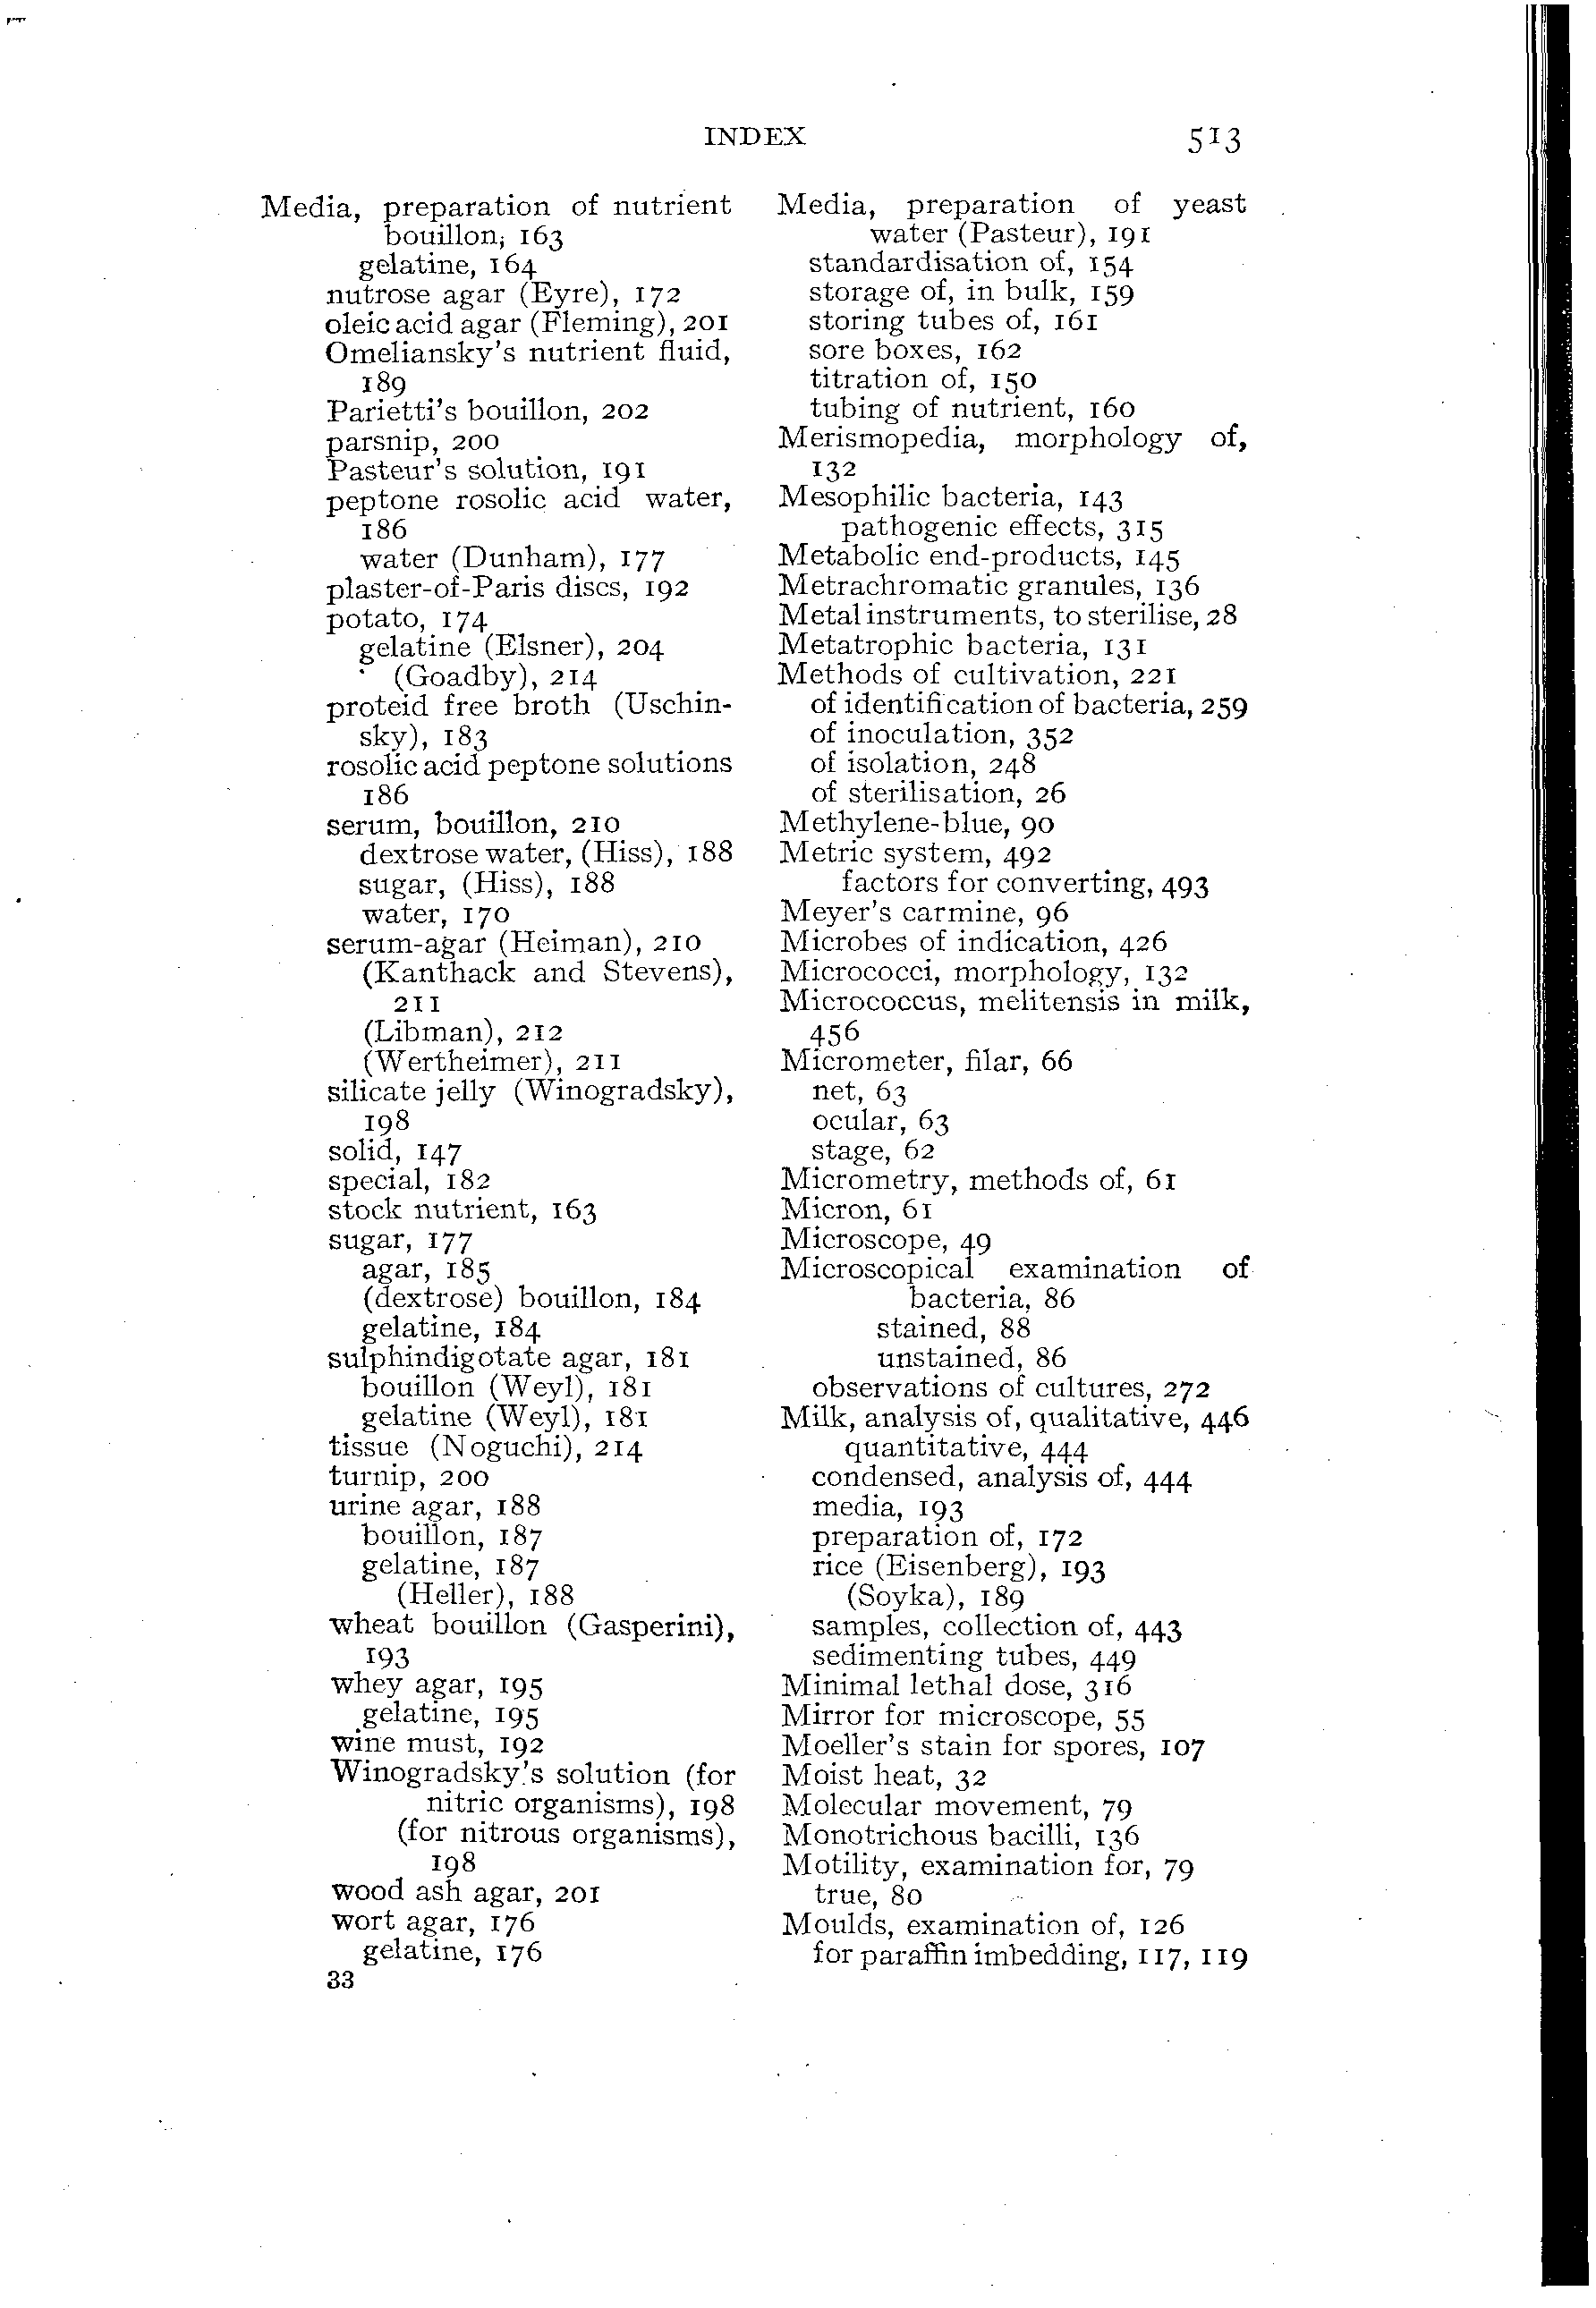 INDEX 513
Media, preparation of nutrient
bouillon, 163
gelatine, 164
nutrose agar (Eyre), 172
oleic acid agar (Fleming), 201
Omeliansky's nutrient fluid,
189
Parietti's bouillon, 202
parsnip, 200
Pasteur's solution, 191
peptone rosolic acid water,
186
water (Dunham), 177
plaster-of-Paris discs, 192
potato, 174
gelatine (Elsner), 204
(Goadby), 214
proteid free broth (Uschin-
sky), 183
rosolic acid peptone solutions
186
serum, bouillon, 210
dextrose water, (Hiss), 188
sugar, (Hiss), 188
water, 170
serum-agar (Heiman), 210
(Kanthack and Stevens),
211
(Libman), 212
(Wertheimer), 211
silicate jelly (Winogradsky),
198
solid, 147
special, 182
stock nutrient, 163
sugar, 177
agar, 185
(dextrose) bouillon, 184
gelatine, 184
sulphindigotate agar, 181
bouillon (Weyl), 181
gelatine (Weyl), 181
tissue (Noguchi), 214
turnip, 200
urine agar, 188
bouillon, 187
gelatine, 187
(Heller), 188
wheat bouillon (Gasperini),
193
whey agar, 195
gelatine, 195
wine must, 192
Winogradsky's solution (for
nitric organisms), 198
(for nitrous organisms),
198
wood ash agar, 201
wort agar, 176
gelatine, 176
33
Media, preparation of yeast
water (Pasteur), 191
standardisation of, 154
storage of, in bulk, 159
storing tubes of, 161
sore boxes, 162
titration of, 150
tubing of nutrient, 160
Merismopedia, morphology of,
132
Mesophilic bacteria, 143
pathogenic effects, 315
Metabolic end-products, 145
Metrachromatic granules, 136
Metal instruments, to sterilise, 28
Metatrophic bacteria, 131
Methods of cultivation, 221
of identification of bacteria, 259
of inoculation, 352
of isolation, 248
of sterilisation, 26
Methylene-blue, 90
Metric system, 492
factors for converting, 493
Meyer's carmine, 96
Microbes of indication, 426
Micrococci, morphology, 132
Micrococcus, melitensis in milk,
456
Micrometer, filar, 66
net, 63
ocular, 63
stage, 62
Micrometry, methods of, 61
Micron, 61
Microscope, 49
Microscopical examination of
bacteria, 86
stained, 88
unstained, 86
observations of cultures, 272
Milk, analysis of, qualitative, 446
quantitative, 444
condensed, analysis of, 444
media, 193
preparation of, 172
rice (Eisenberg), 193
(Soyka), 189
samples, collection of, 443
sedimenting tubes, 449
Minimal lethal dose, 316
Mirror for microscope, 55
Moeller's stain for spores, 107
Moist heat, 32
Molecular movement, 79
Monotrichous bacilli, 136
Motility, examination for, 79
true, 80
Moulds, examination of, 126
for paraffin imbedding, 117, 119